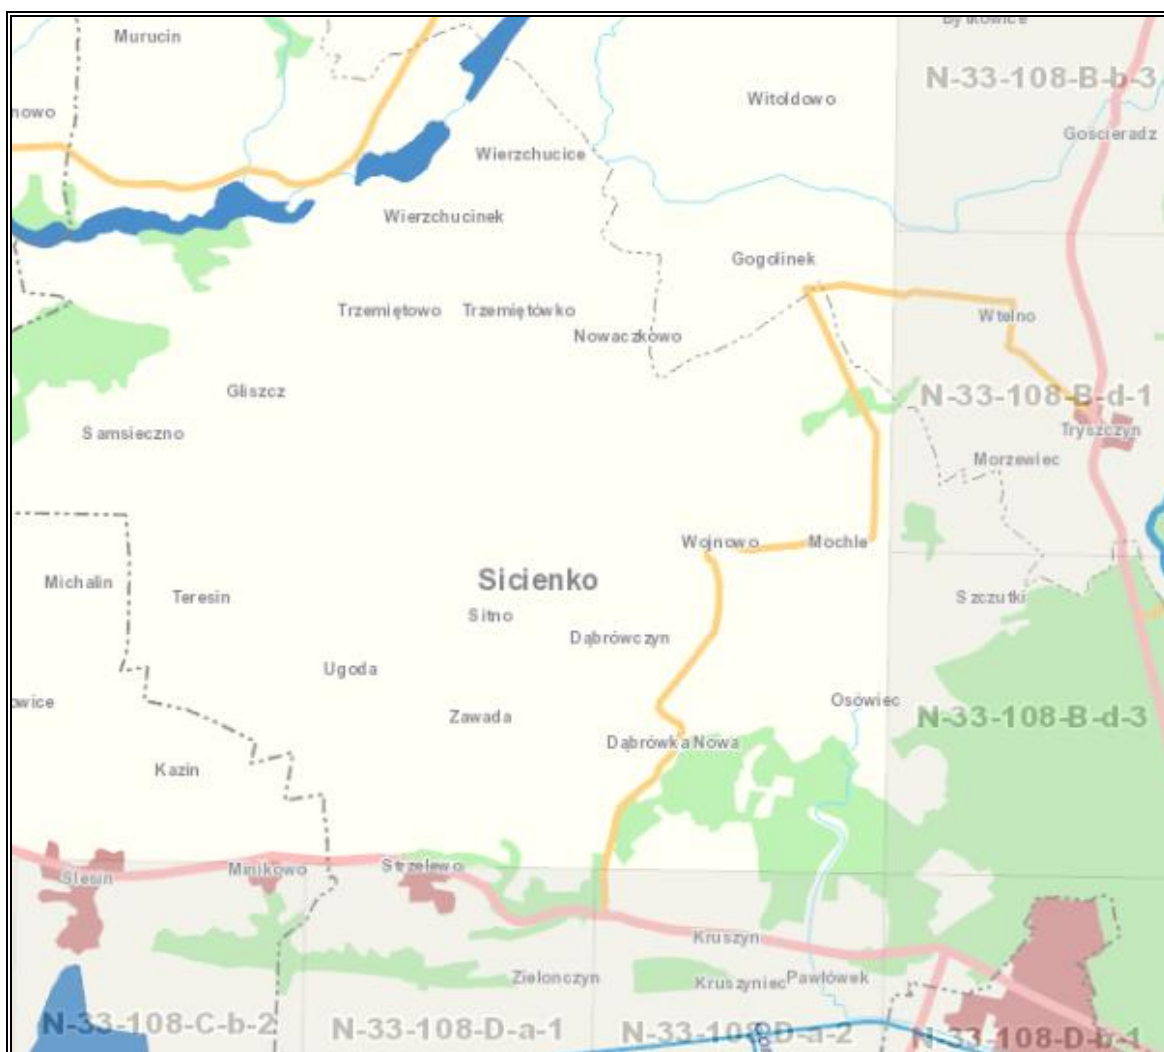 Murucin
N-33-108-B-b-3
Witoldowo
nowo
Gościeradz
Wierzchucice
Wierzchucinek
Gogolinek
Trzemiętowo
Trzemiętówko
Wtelno
Nowaczkowo
Gliszcz
N-33-108-B-d-1
Samsieczno
Tryszczyn
Morzewiec
Wojnowo
Mochle
Michalin
Sicienko
Teresin
Szczutki
Sitno
Dąbrówczyn
Ugoda
owice
Osówiec
Zawada
N-33-108-B-d-3
Dąbrówka Nowa
Kazin
Strzelewo
Minikowo
Slesin
Kruszyn
Zielonczyn
Kruszyniec
Pawłówek
N-33-108-C-b-2
N-33-108-D-a-1
N-33-108-D-a-2
N-33-108-D-b-1